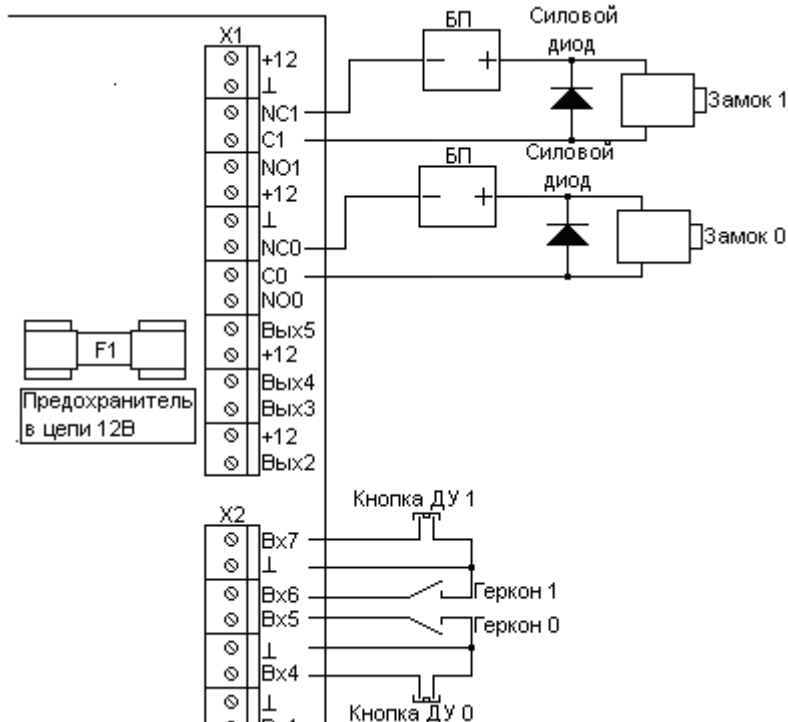 БП
Силовой
диод
Замок 1
X1
+12
⊥
NC1
C1
NO1
+12
⊥
NC0
C0
NO0
Вых5
+12
Вых4
Вых3
+12
Вых2
БП
Силовой
диод
Замок 0
F1
Предохранитель
в цепи 12В
Кнопка ДУ 1
X2
Вх7
⊥
Вх6
Вх5
⊥
Вх4
⊥
Геркон 1
Геркон 0
Кнопка ДУ 0